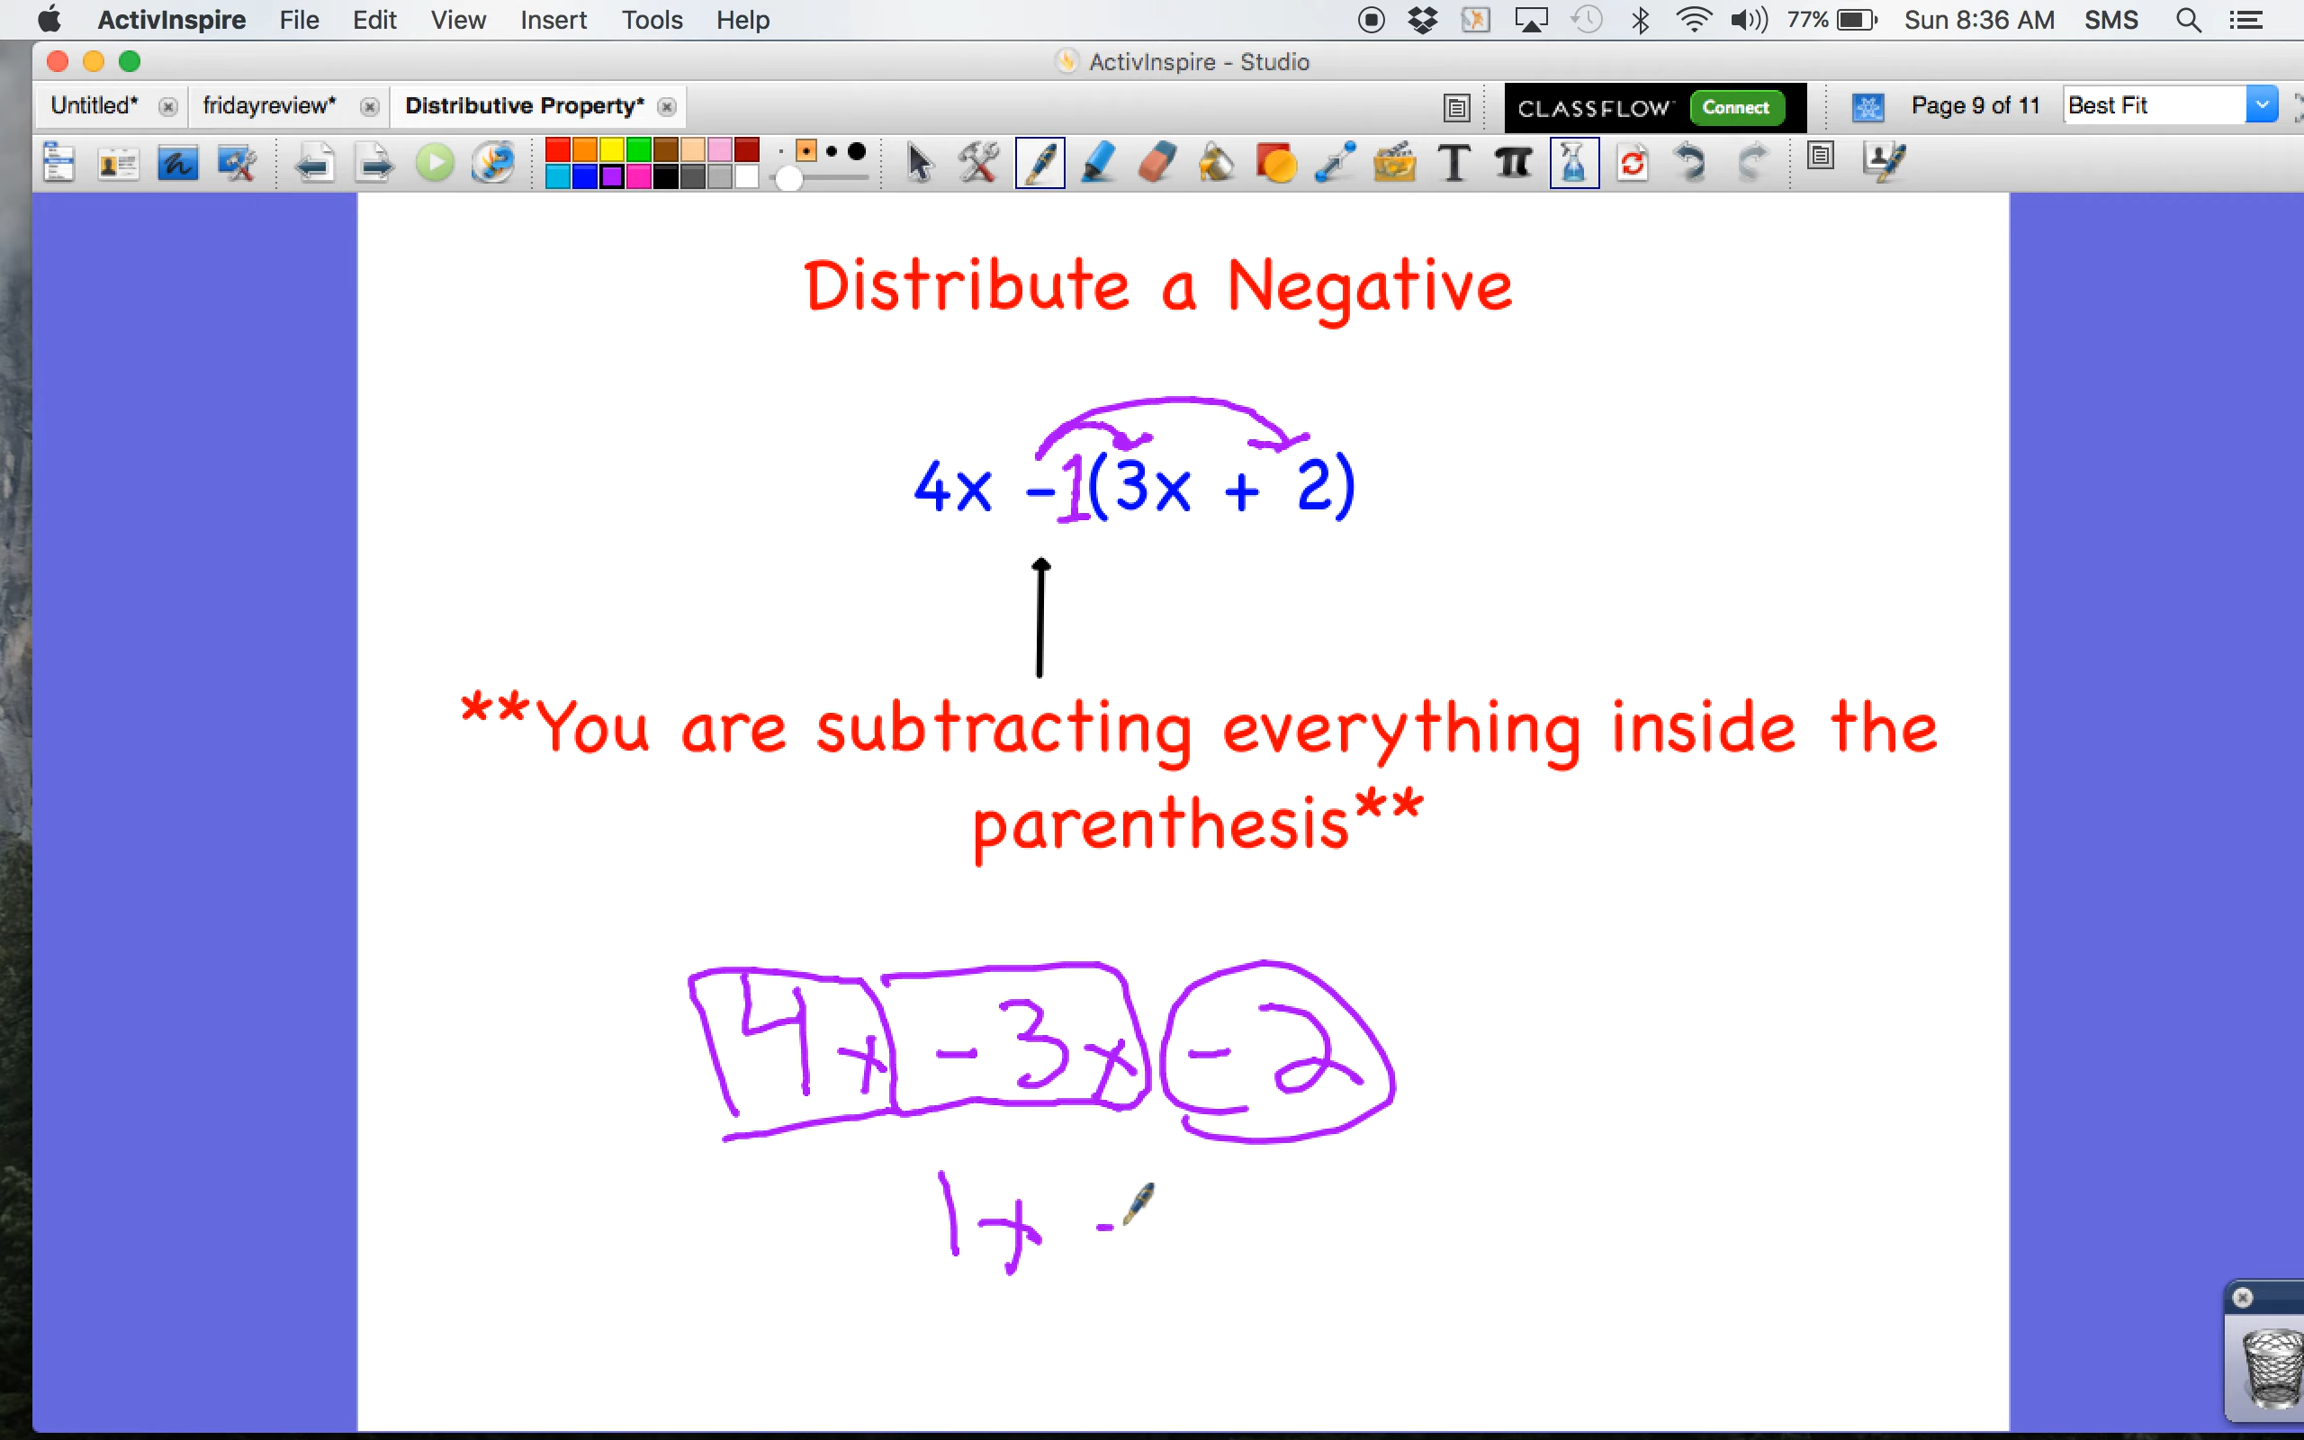 ActivInspire File Edit View Insert Tools Help 77% Sun 8:36 AM SMS
ActivInspire - Studio
Untitled* fridayreview* Distributive Property* CLASSFLOW Connect Page 9 of 11 Best Fit
T π
Distribute a Negative
4x -1(3x + 2)
**You are subtracting everything inside the
parenthesis**
4x - 3x - 2
1x -